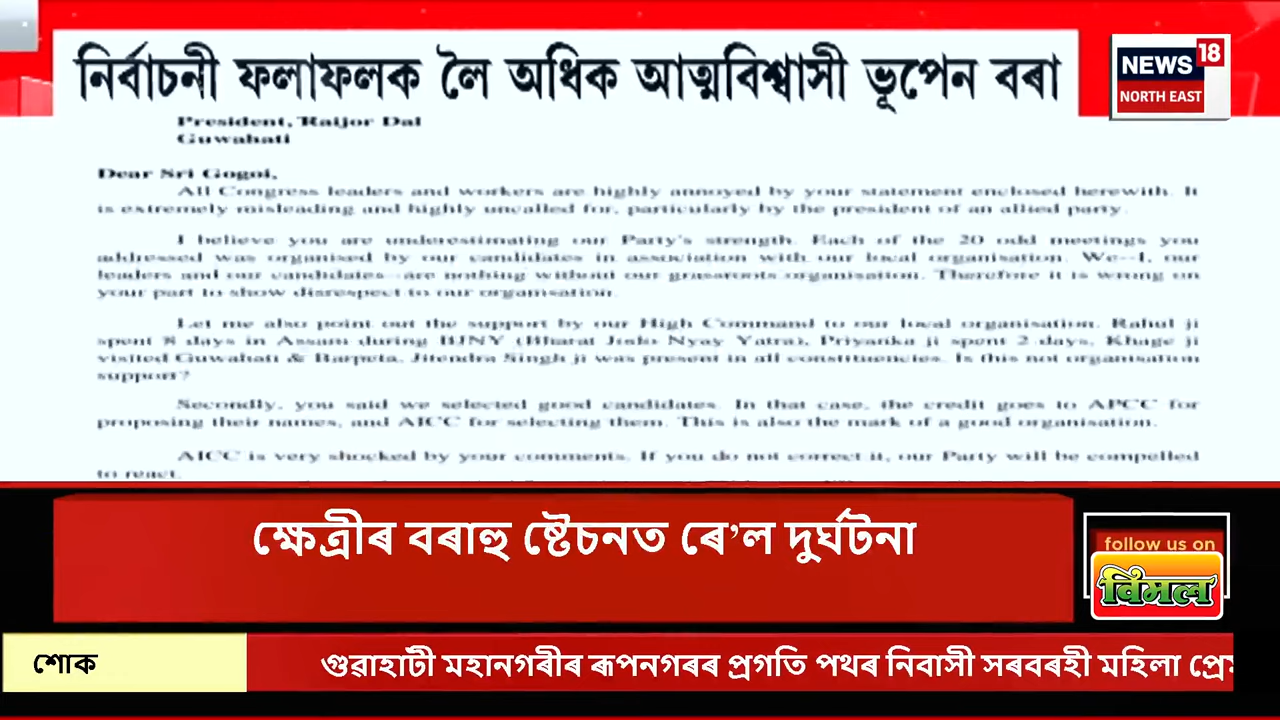 নিৰ্বাচনী ফলাফলক লৈ অধিক আত্মবিশ্বাসী ভূপেন বৰা
NEWS 18
NORTH EAST
President, Raijor Dal
Guwahati
Dear Sri Gogoi,
All Congress leaders and workers are highly annoyed by your statement enclosed herewith. It
is extremely misleading and highly uncalled for, particularly by the president of an allied party.
I believe you are underestimating our Party's strength. Each of the 20 odd meetings you
addressed was organised by our candidates in association with our local organisation. We--I, our
leaders and our candidates--are nothing without our grassroots organisation. Therefore it is wrong on
your part to show disrespect to our organisation.
Let me also point out the support by our High Command to our local organisation. Rahul ji
spent 8 days in Assam during BJNY (Bharat Jodo Nyay Yatra), Priyanka ji spent 2 days, Khage ji
visited Guwahati & Barpeta, Jitendra Singh ji was present in all constituencies. Is this not organisation
support?
Secondly, you said we selected good candidates. In that case, the credit goes to APCC for
proposing their names, and AICC for selecting them. This is also the mark of a good organisation.
AICC is very shocked by your comments. If you do not correct it, our Party will be compelled
to react.
ক্ষেত্ৰীৰ বৰাহু ষ্টেচনত ৰে’ল দুৰ্ঘটনা
follow us on
विमल
শোক
গুৱাহাটী মহানগৰীৰ ৰূপনগৰৰ প্ৰগতি পথৰ নিবাসী সৰবৰহী মহিলা